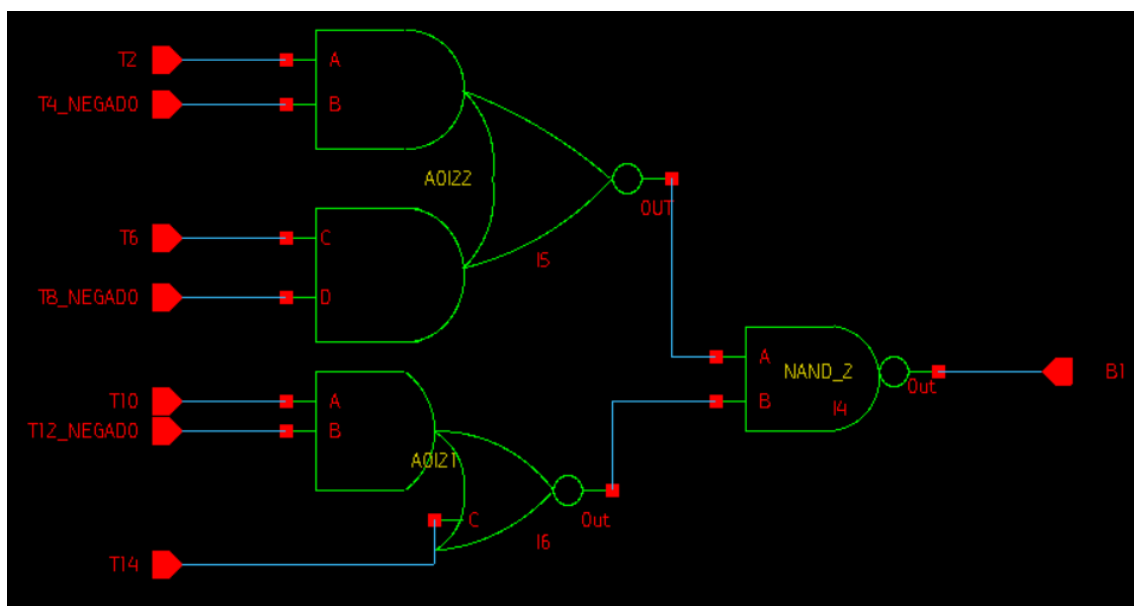 T2
A
T4_NEGADO
B
AOI22
OUT
T6
C
I5
T8_NEGADO
D
A
NAND_2
Out
B1
T10
A
B
I4
T12_NEGADO
B
AOI21
C
Out
I6
T14